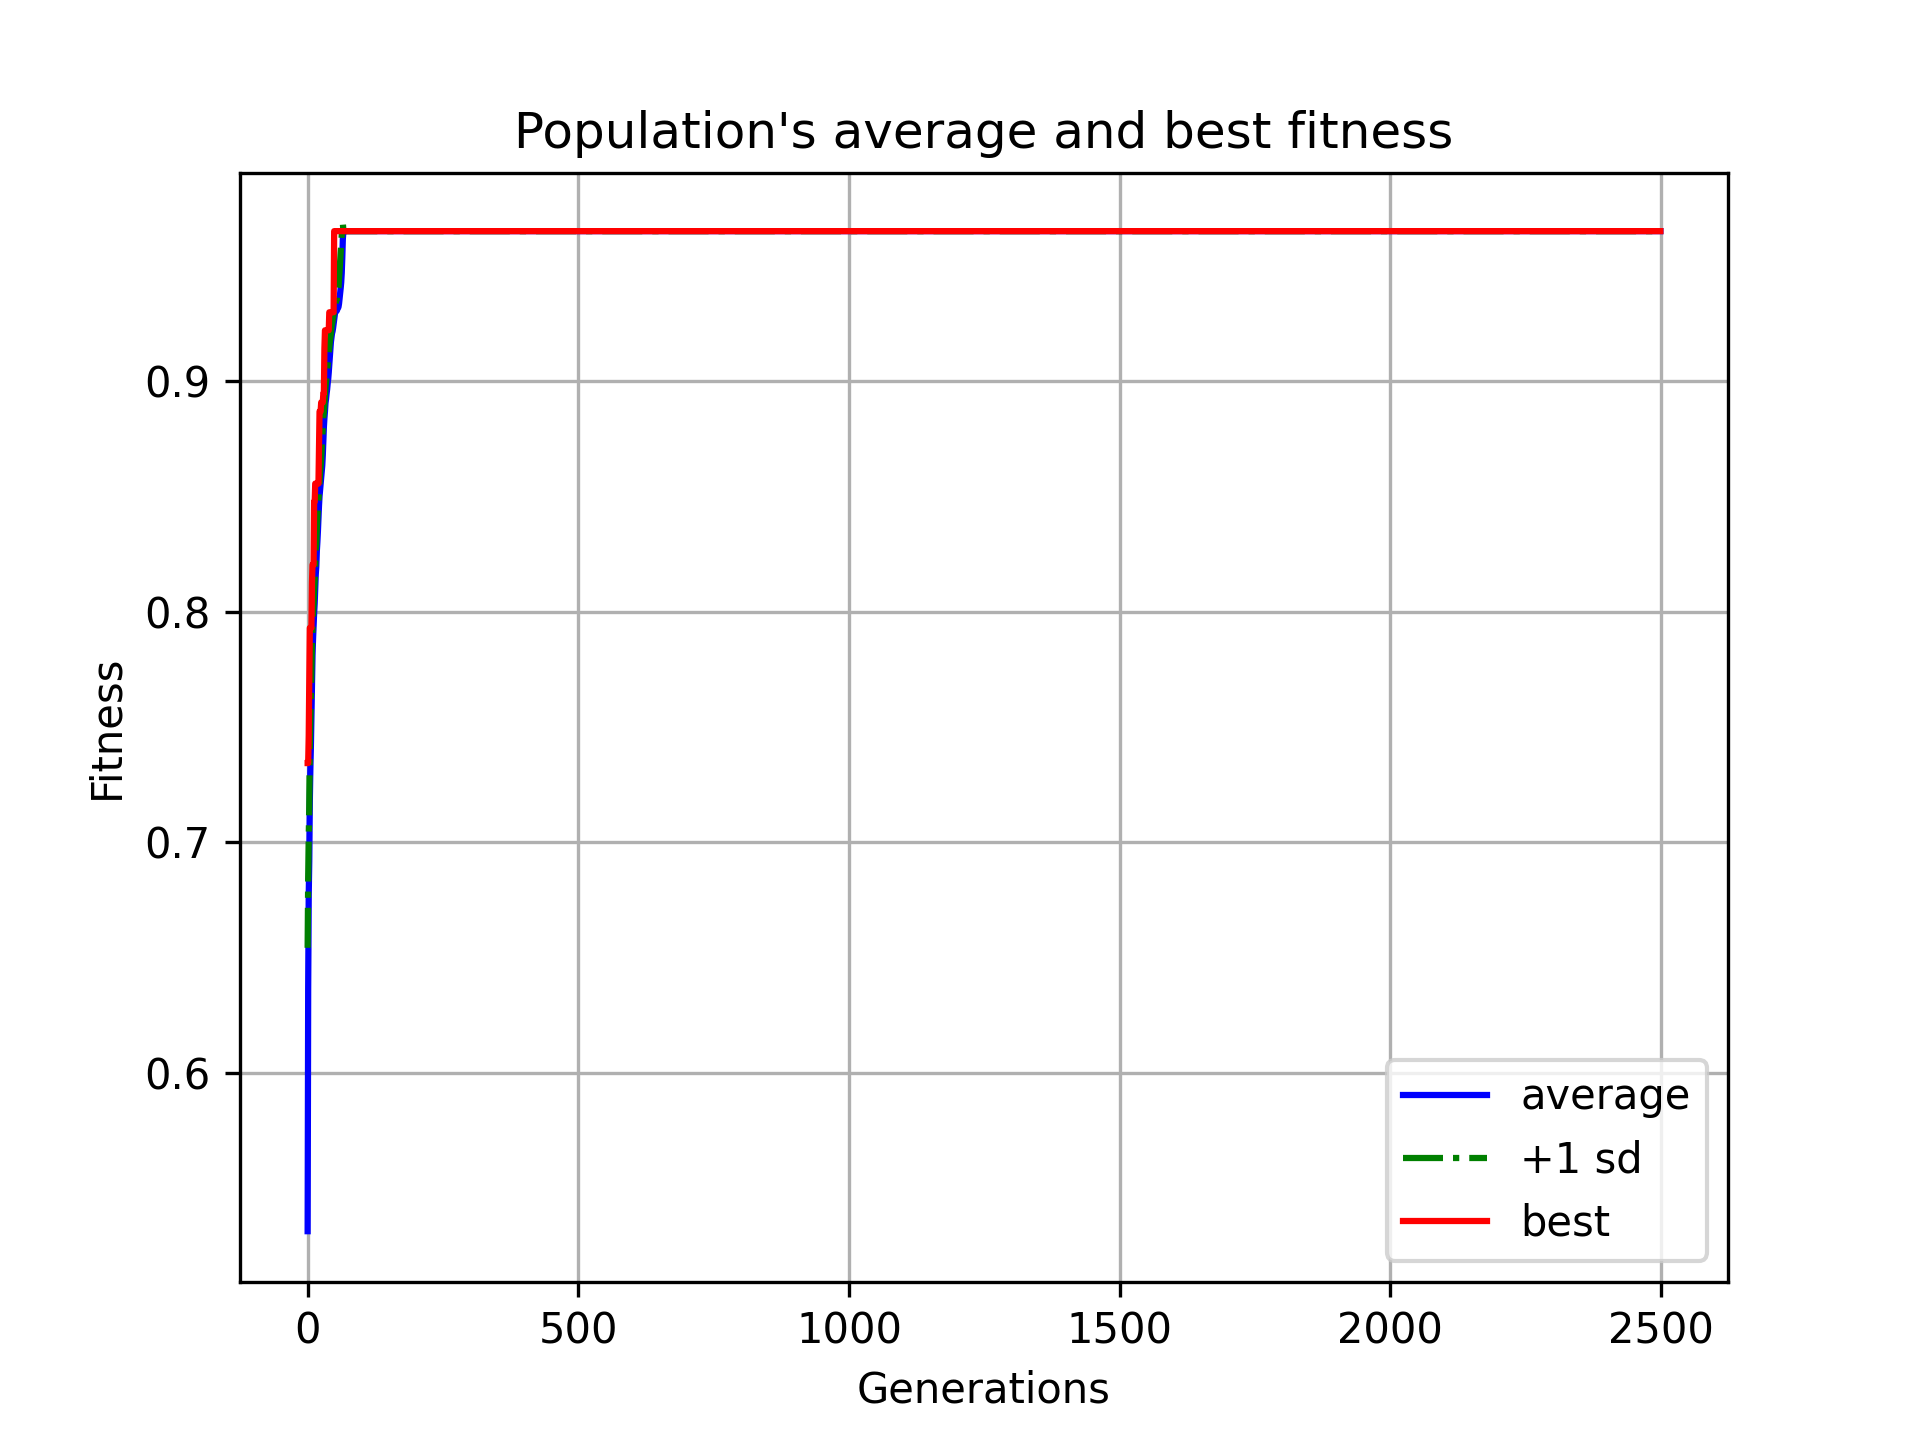 Population's average and best fitness
Fitness
0.9
0.8
0.7
0.6
average
+1 sd
best
0 500 1000 1500 2000 2500
Generations